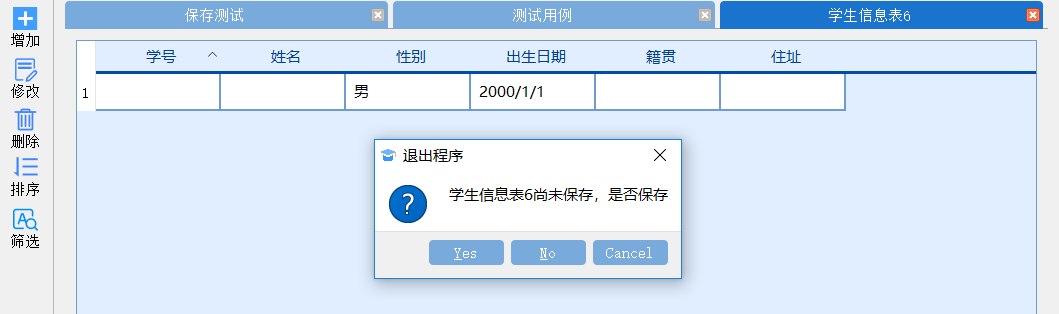 增加
修改
删除
排序
筛选
保存测试 测试用例 学生信息表6
学号 姓名 性别 出生日期 籍贯 住址
1 男 2000/1/1
退出程序
学生信息表6尚未保存，是否保存
Yes No Cancel